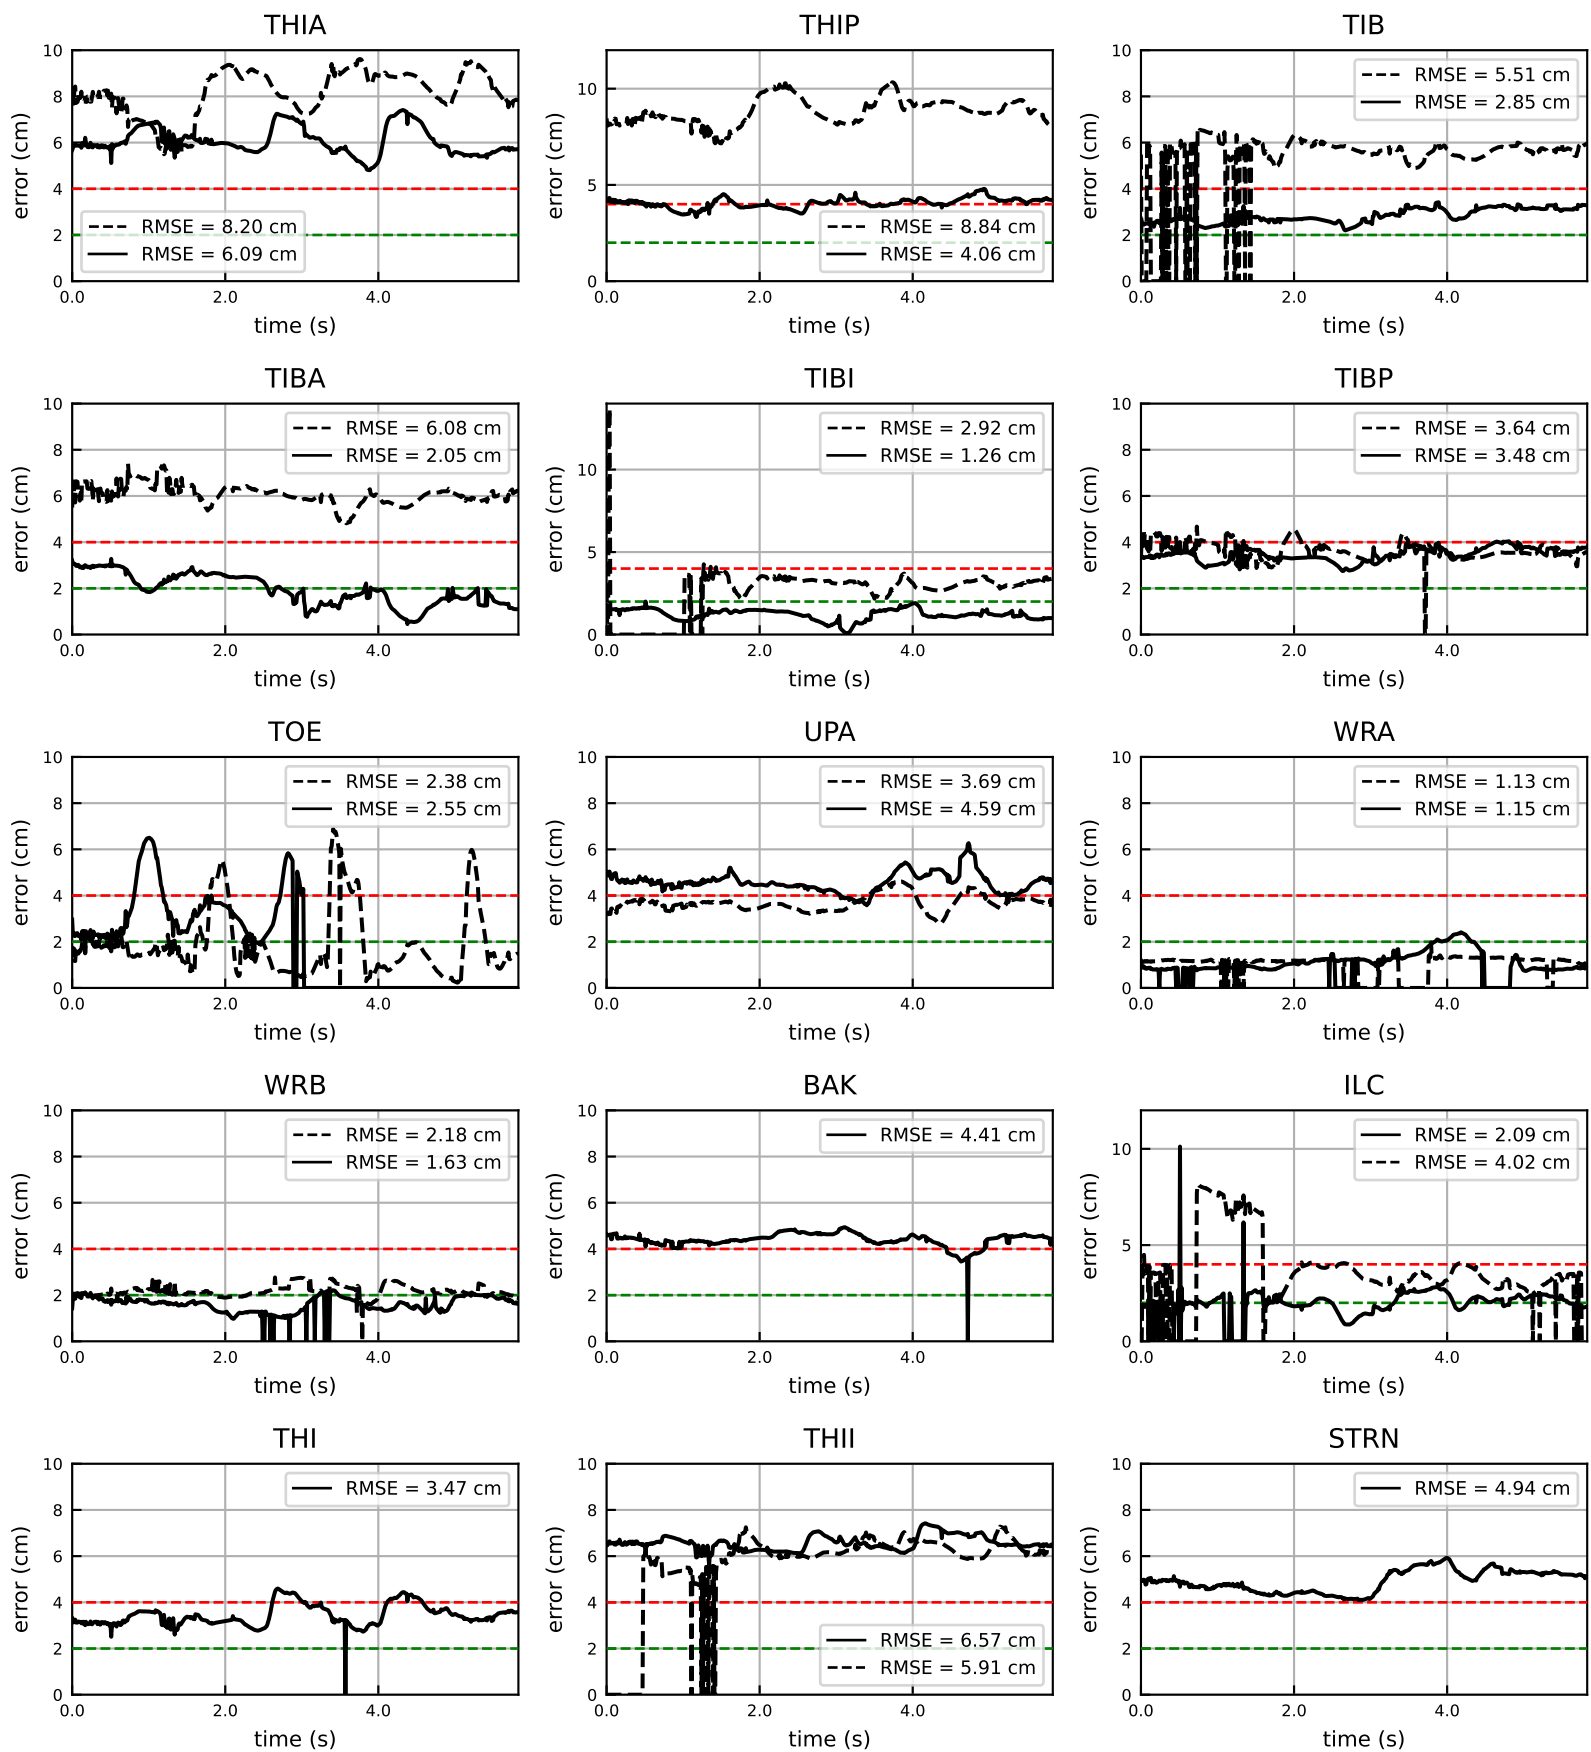 THIA
error (cm)
10
8
6
4
2
0
RMSE = 8.20 cm
RMSE = 6.09 cm
0.0 2.0 4.0
time (s)
THIP
error (cm)
10
5
0
RMSE = 8.84 cm
RMSE = 4.06 cm
0.0 2.0 4.0
time (s)
TIB
error (cm)
10
8
6
4
2
0
RMSE = 5.51 cm
RMSE = 2.85 cm
0.0 2.0 4.0
time (s)
TIBA
error (cm)
10
8
6
4
2
0
RMSE = 6.08 cm
RMSE = 2.05 cm
0.0 2.0 4.0
time (s)
TIBI
error (cm)
10
5
0
RMSE = 2.92 cm
RMSE = 1.26 cm
0.0 2.0 4.0
time (s)
TIBP
error (cm)
10
8
6
4
2
0
RMSE = 3.64 cm
RMSE = 3.48 cm
0.0 2.0 4.0
time (s)
TOE
error (cm)
10
8
6
4
2
0
RMSE = 2.38 cm
RMSE = 2.55 cm
0.0 2.0 4.0
time (s)
UPA
error (cm)
10
8
6
4
2
0
RMSE = 3.69 cm
RMSE = 4.59 cm
0.0 2.0 4.0
time (s)
WRA
error (cm)
10
8
6
4
2
0
RMSE = 1.13 cm
RMSE = 1.15 cm
0.0 2.0 4.0
time (s)
WRB
error (cm)
10
8
6
4
2
0
RMSE = 2.18 cm
RMSE = 1.63 cm
0.0 2.0 4.0
time (s)
BAK
error (cm)
10
8
6
4
2
0
RMSE = 4.41 cm
0.0 2.0 4.0
time (s)
ILC
error (cm)
10
5
0
RMSE = 2.09 cm
RMSE = 4.02 cm
0.0 2.0 4.0
time (s)
THI
error (cm)
10
8
6
4
2
0
RMSE = 3.47 cm
0.0 2.0 4.0
time (s)
THII
error (cm)
10
8
6
4
2
0
RMSE = 6.57 cm
RMSE = 5.91 cm
0.0 2.0 4.0
time (s)
STRN
error (cm)
10
8
6
4
2
0
RMSE = 4.94 cm
0.0 2.0 4.0
time (s)